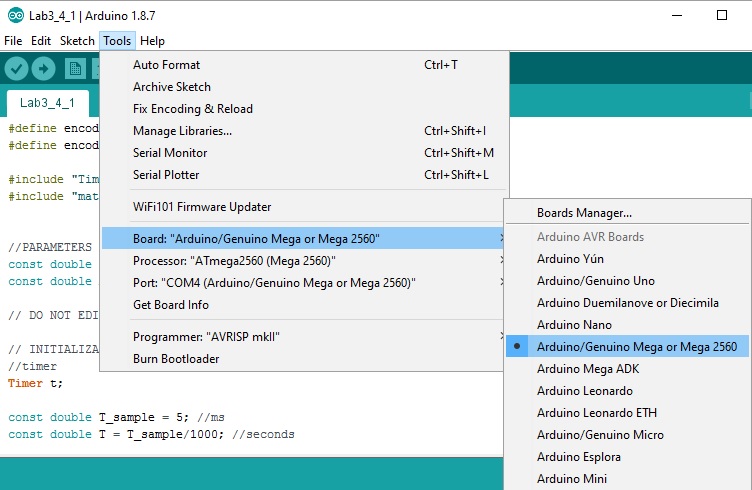 Lab3_4_1 | Arduino 1.8.7
File Edit Sketch Tools Help
Auto Format Ctrl+T
Archive Sketch
Fix Encoding & Reload
Manage Libraries... Ctrl+Shift+I
Serial Monitor Ctrl+Shift+M
Serial Plotter Ctrl+Shift+L
WiFi101 Firmware Updater
Board: "Arduino/Genuino Mega or Mega 2560"
Processor: "ATmega2560 (Mega 2560)"
Port: "COM4 (Arduino/Genuino Mega or Mega 2560)"
Get Board Info
Programmer: "AVRISP mkII"
Burn Bootloader
Boards Manager...
Arduino AVR Boards
Arduino Yún
Arduino/Genuino Uno
Arduino Duemilanove or Diecimila
Arduino Nano
Arduino/Genuino Mega or Mega 2560
Arduino Mega ADK
Arduino Leonardo
Arduino Leonardo ETH
Arduino/Genuino Micro
Arduino Esplora
Arduino Mini
Lab3_4_1
#define encod
#define encod
#include "Tim
#include "mat
//PARAMETERS
const double
const double
// DO NOT EDI
// INITIALIZA
//timer
Timer t;
const double T_sample = 5; //ms
const double T = T_sample/1000; //seconds